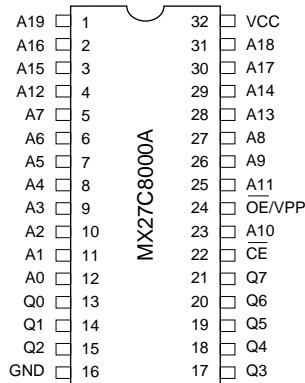 A19 1 32 VCC
A16 2 31 A18
A15 3 30 A17
A12 4 29 A14
A7 5 28 A13
A6 6 27 A8
A5 7 26 A9
A4 8 25 A11
A3 9 24 O̅E̅/VPP
A2 10 23 A10
A1 11 22 C̅E̅
A0 12 21 Q7
Q0 13 20 Q6
Q1 14 19 Q5
Q2 15 18 Q4
GND 16 17 Q3
MX27C8000A